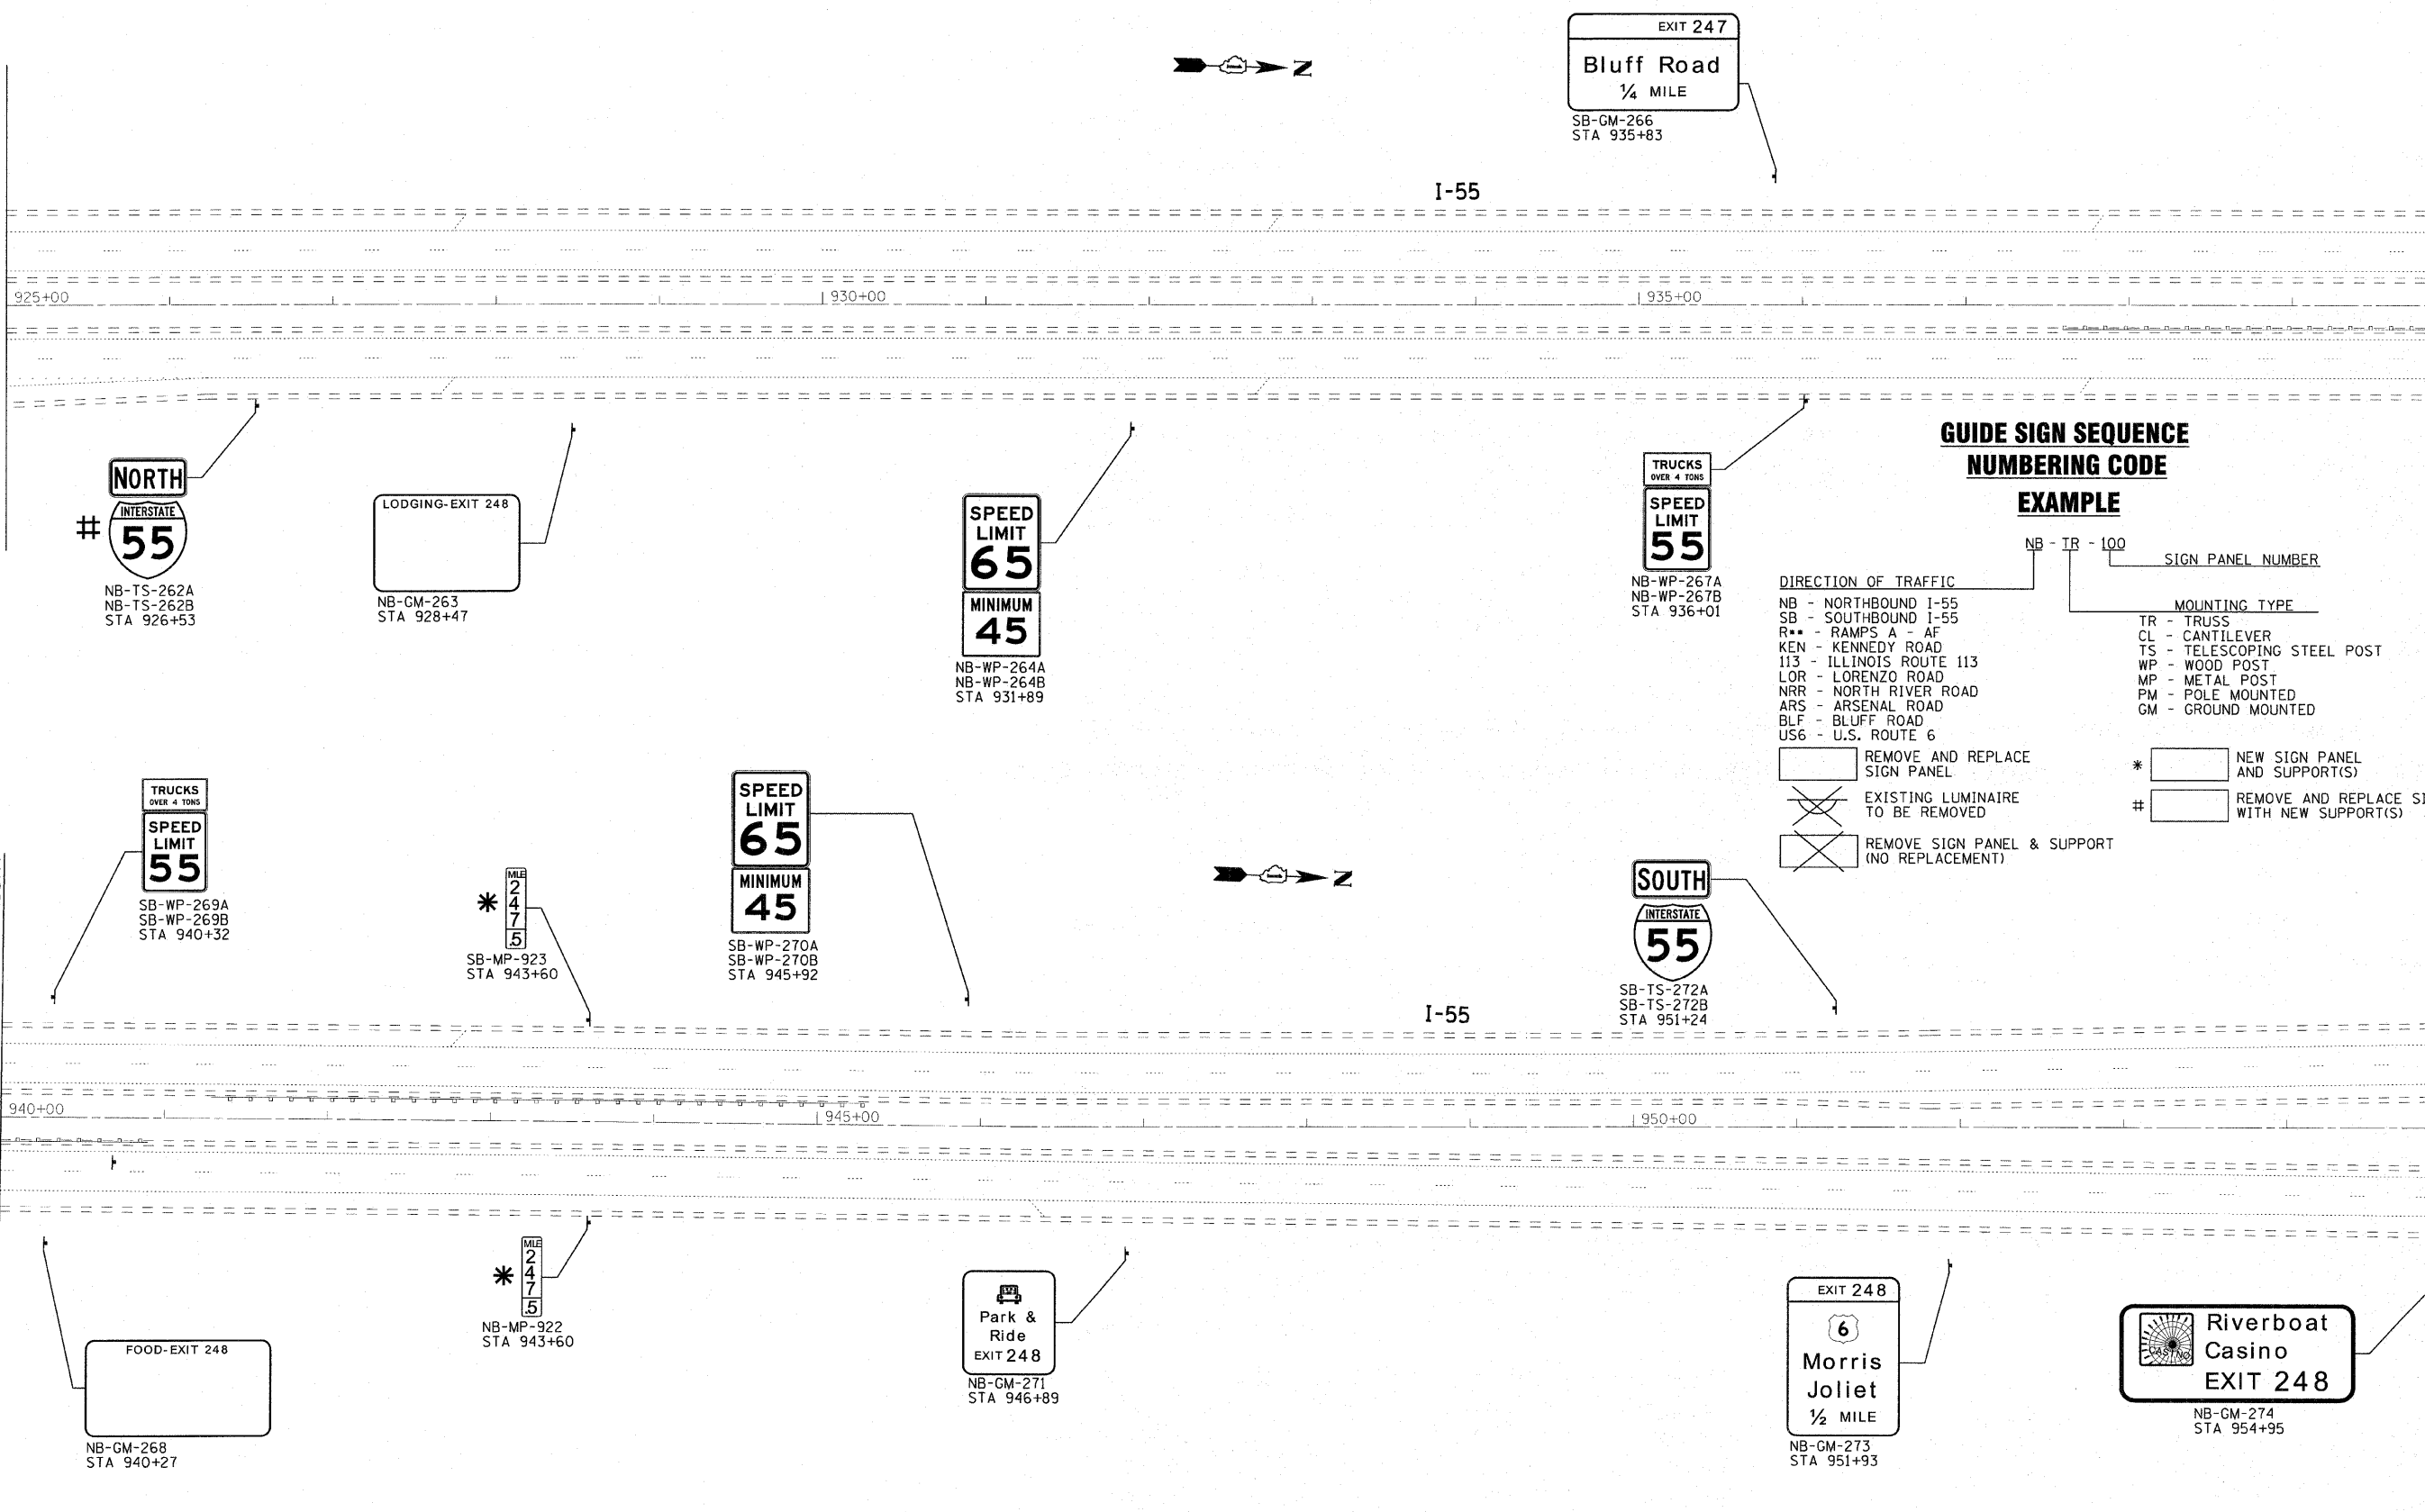 EXIT 247
Bluff Road
¼ MILE
SB-GM-266
STA 935+83
N
I-55
925+00
930+00
935+00
NORTH
INTERSTATE
55
#
NB-TS-262A
NB-TS-262B
STA 926+53
LODGING-EXIT 248
NB-GM-263
STA 928+47
SPEED
LIMIT
65
MINIMUM
45
NB-WP-264A
NB-WP-264B
STA 931+89
TRUCKS
OVER 4 TONS
SPEED
LIMIT
55
NB-WP-267A
NB-WP-267B
STA 936+01
GUIDE SIGN SEQUENCE
NUMBERING CODE
EXAMPLE
NB - TR - 100
SIGN PANEL NUMBER
DIRECTION OF TRAFFIC
NB - NORTHBOUND I-55
SB - SOUTHBOUND I-55
R** - RAMPS A - AF
KEN - KENNEDY ROAD
113 - ILLINOIS ROUTE 113
LOR - LORENZO ROAD
NRR - NORTH RIVER ROAD
ARS - ARSENAL ROAD
BLF - BLUFF ROAD
US6 - U.S. ROUTE 6
MOUNTING TYPE
TR - TRUSS
CL - CANTILEVER
TS - TELESCOPING STEEL POST
WP - WOOD POST
MP - METAL POST
PM - POLE MOUNTED
GM - GROUND MOUNTED
REMOVE AND REPLACE
SIGN PANEL
EXISTING LUMINAIRE
TO BE REMOVED
REMOVE SIGN PANEL & SUPPORT
(NO REPLACEMENT)
* NEW SIGN PANEL
AND SUPPORT(S)
# REMOVE AND REPLACE
WITH NEW SUPPORT(S)
TRUCKS
OVER 4 TONS
SPEED
LIMIT
55
SB-WP-269A
SB-WP-269B
STA 940+32
*
MILE
2
4
7
.5
SB-MP-923
STA 943+60
SPEED
LIMIT
65
MINIMUM
45
SB-WP-270A
SB-WP-270B
STA 945+92
N
SOUTH
INTERSTATE
55
SB-TS-272A
SB-TS-272B
STA 951+24
I-55
940+00
945+00
950+00
FOOD-EXIT 248
NB-GM-268
STA 940+27
*
MILE
2
4
7
.5
NB-MP-922
STA 943+60
Park &
Ride
EXIT 248
NB-GM-271
STA 946+89
EXIT 248
6
Morris
Joliet
½ MILE
NB-GM-273
STA 951+93
CASINO
Riverboat
Casino
EXIT 248
NB-GM-274
STA 954+95